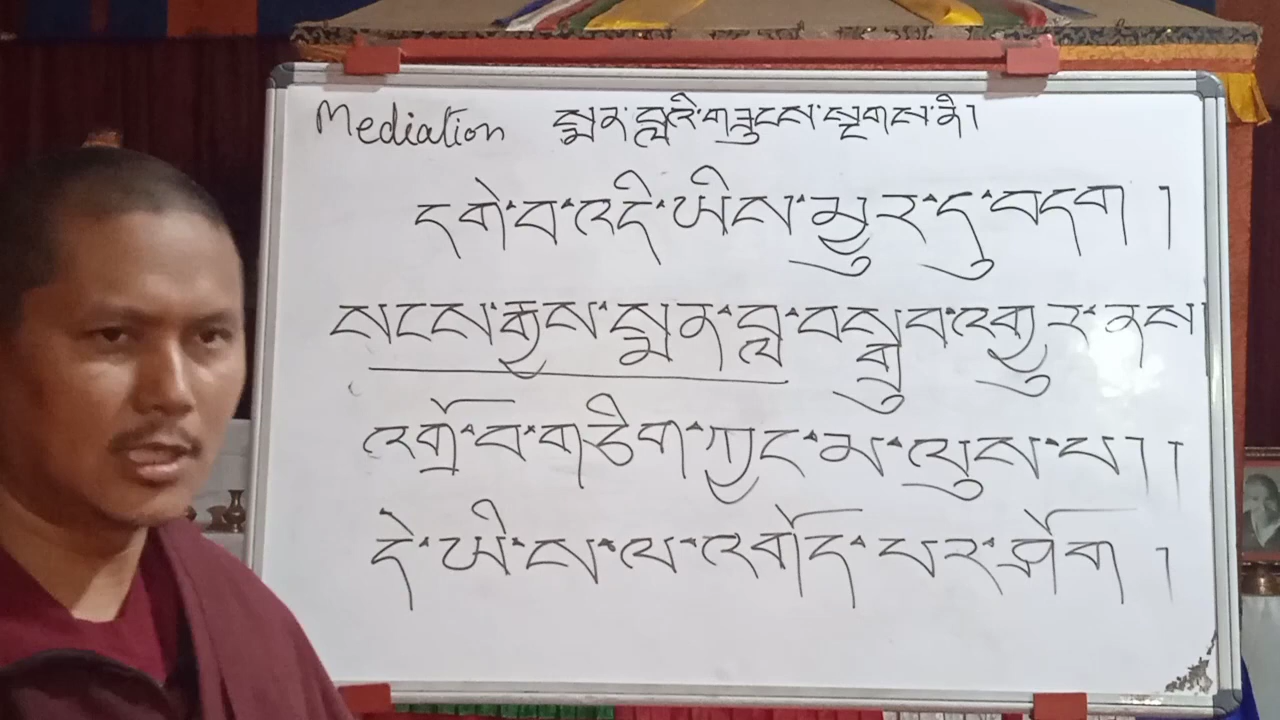 Mediation སྨན་བླའི་གཟུངས་སྔགས་ནི།
དགེ་བ་འདི་ཡིས་མྱུར་དུ་བདག །
སངས་རྒྱས་སྨན་བླ་བསྒྲུབ་འགྱུར་ནས།
འགྲོ་བ་གཅིག་ཀྱང་མ་ལུས་པ། །
དེ་ཡི་ས་ལ་འགོད་པར་ཤོག །